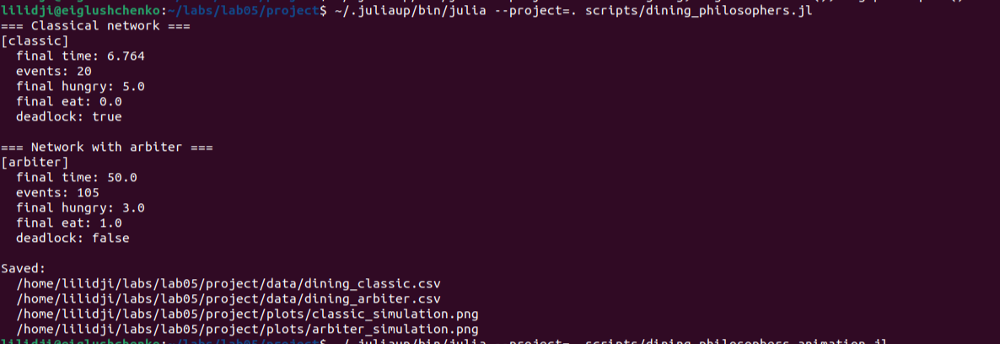 lilidji@eiglushchenko:~/labs/lab05/project$ ~/.juliaup/bin/julia --project=. scripts/dining_philosophers.jl
=== Classical network ===
[classic]
  final time: 6.764
  events: 20
  final hungry: 5.0
  final eat: 0.0
  deadlock: true

=== Network with arbiter ===
[arbiter]
  final time: 50.0
  events: 105
  final hungry: 3.0
  final eat: 1.0
  deadlock: false

Saved:
  /home/lilidji/labs/lab05/project/data/dining_classic.csv
  /home/lilidji/labs/lab05/project/data/dining_arbiter.csv
  /home/lilidji/labs/lab05/project/plots/classic_simulation.png
  /home/lilidji/labs/lab05/project/plots/arbiter_simulation.png
lilidji@eiglushchenko:~/labs/lab05/project$ ~/.juliaup/bin/julia --project=. scripts/dining_philosophers_animation.jl